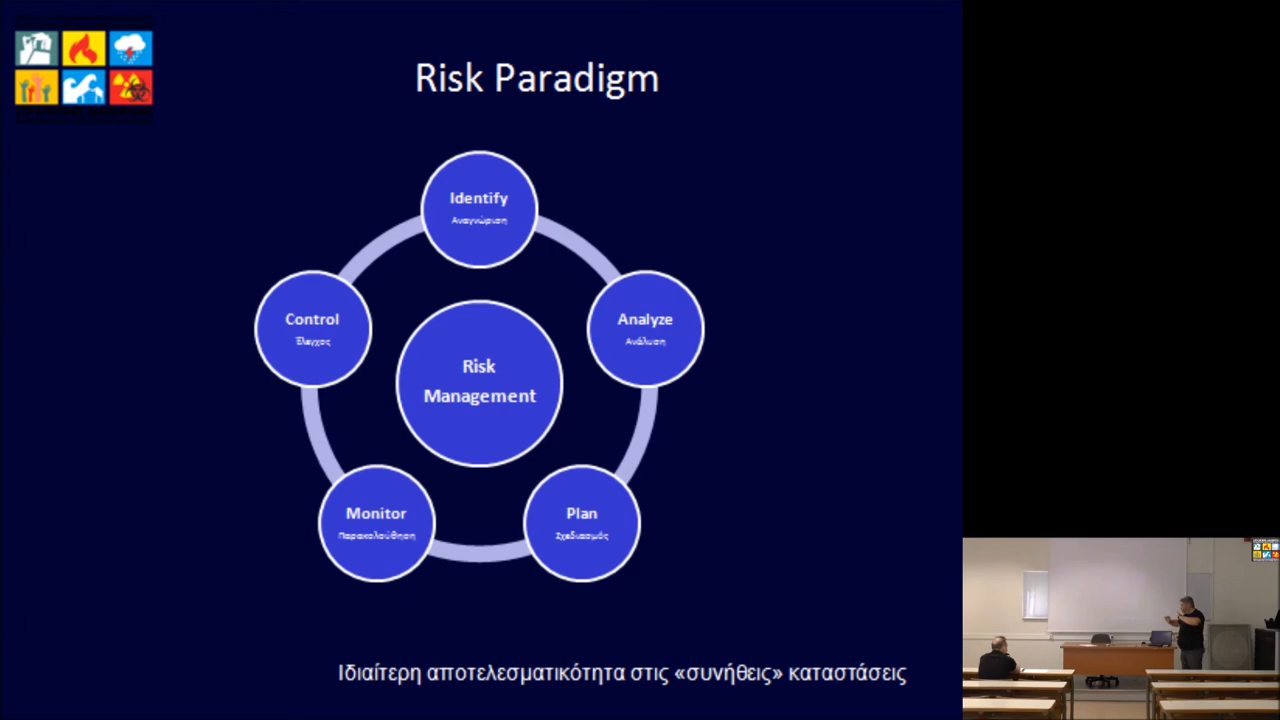 Risk Paradigm
Identify
Αναγνώριση
Analyze
Ανάλυση
Plan
Σχεδιασμός
Monitor
Παρακολούθηση
Control
Έλεγχος
Risk
Management
Ιδιαίτερη αποτελεσματικότητα στις «συνήθεις» καταστάσεις